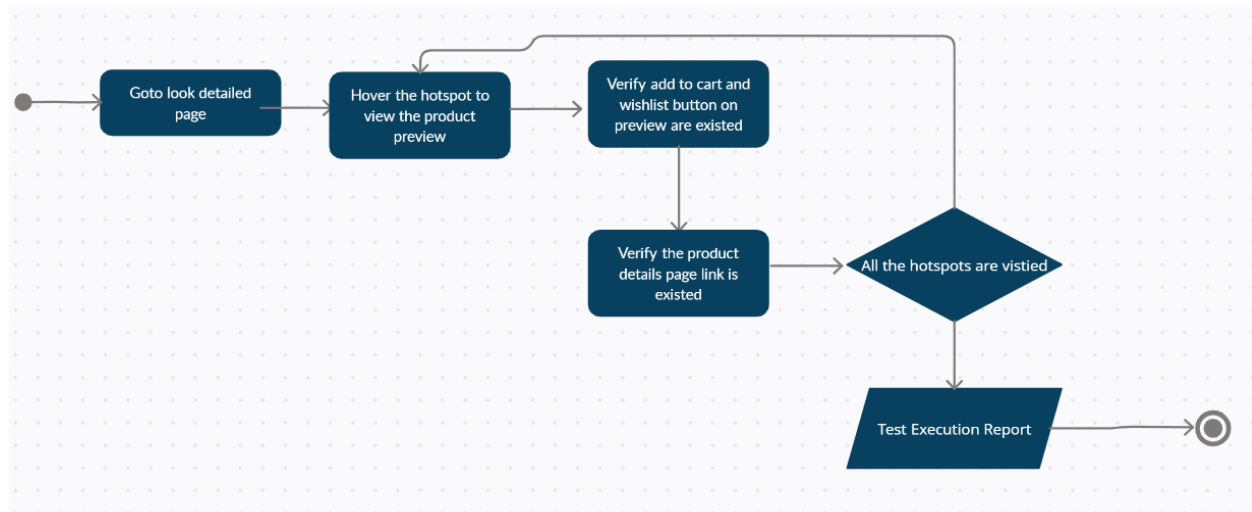 Goto look detailed
page
Hover the hotspot to
view the product
preview
Verify add to cart and
wishlist button on
preview are existed
Verify the product
details page link is
existed
All the hotspots are vistied
Test Execution Report